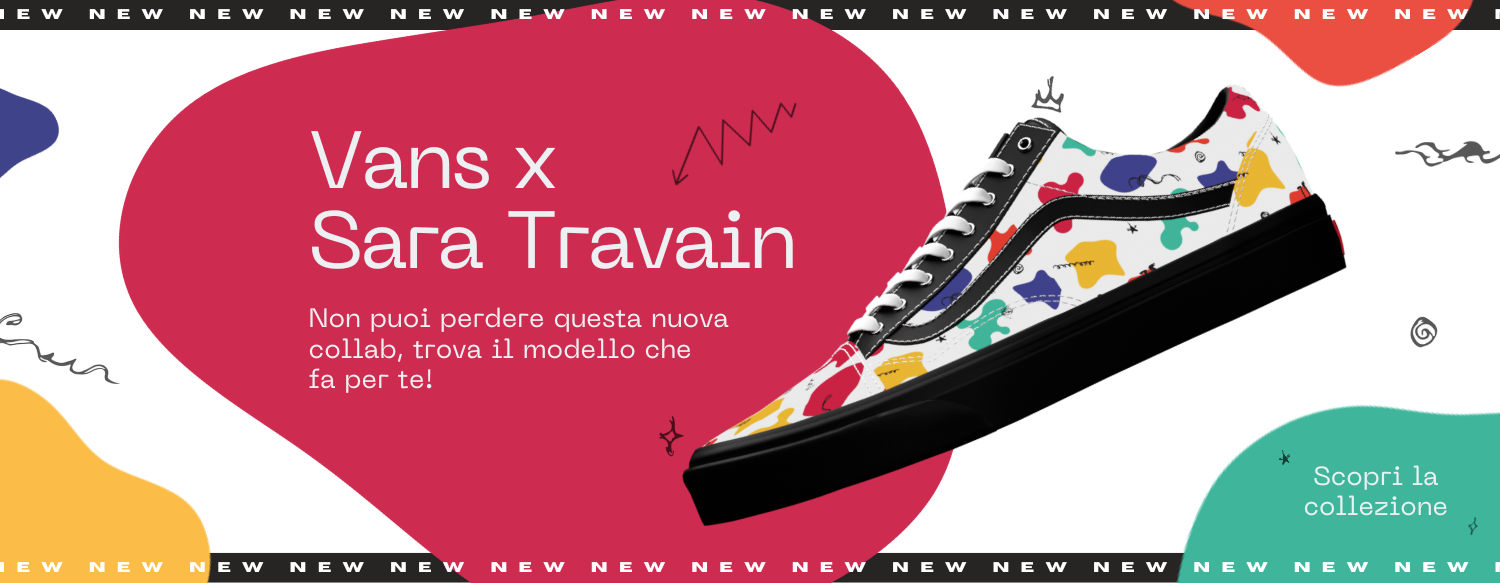 NEW NEW NEW NEW NEW NEW NEW NEW NEW NEW NEW NEW NEW NEW NEW
Vans x
Sara Travain
Non puoi perdere questa nuova
collab, trova il modello che
fa per te!
Scopri la
collezione
NEW NEW NEW NEW NEW NEW NEW NEW NEW NEW NEW NEW NEW NEW NEW